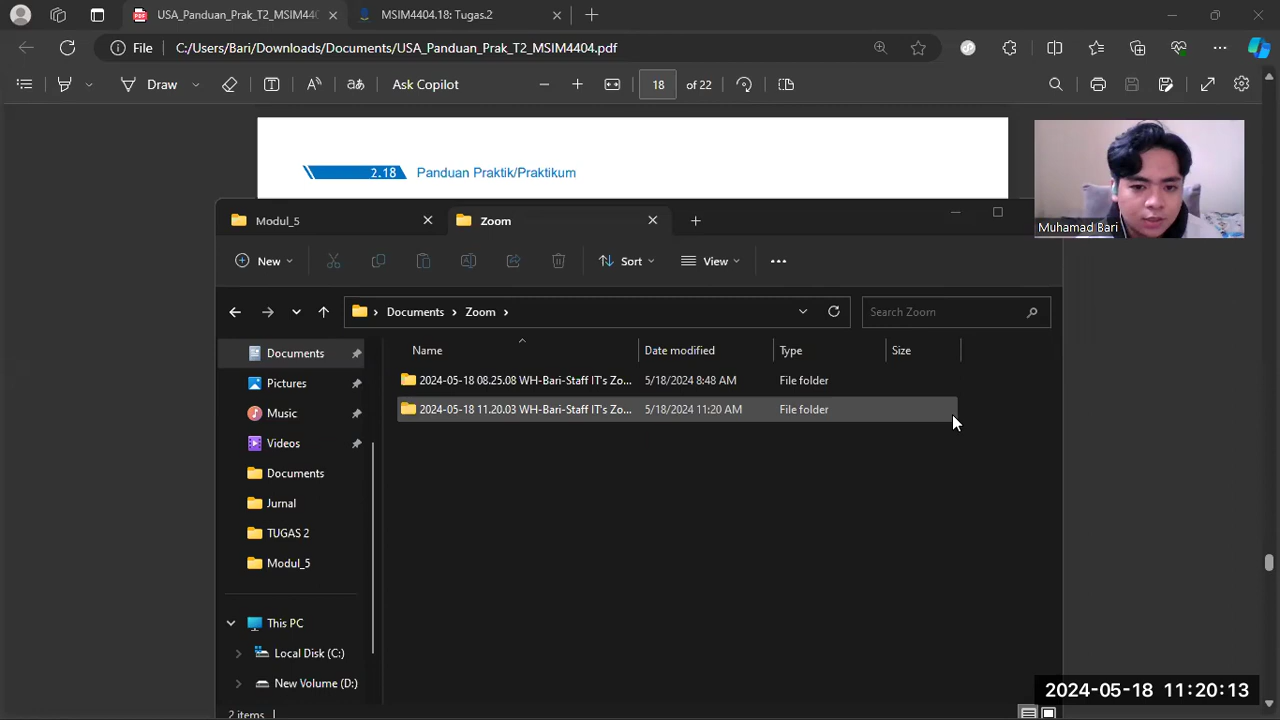 USA_Panduan_Prak_T2_MSIM440
MSIM4404.18: Tugas.2
File
C:/Users/Bari/Downloads/Documents/USA_Panduan_Prak_T2_MSIM4404.pdf
Draw
aあ
Ask Copilot
18 of 22
2.18 Panduan Praktik/Praktikum
Muhamad Bari
Modul_5
Zoom
New
Sort
View
Documents > Zoom >
Search Zoom
Name
Date modified
Type
Size
2024-05-18 08.25.08 WH-Bari-Staff IT's Zo... 5/18/2024 8:48 AM File folder
2024-05-18 11.20.03 WH-Bari-Staff IT's Zo... 5/18/2024 11:20 AM File folder
Documents
Pictures
Music
Videos
Documents
Jurnal
TUGAS 2
Modul_5
This PC
Local Disk (C:)
New Volume (D:)
2 items
2024-05-18 11:20:13